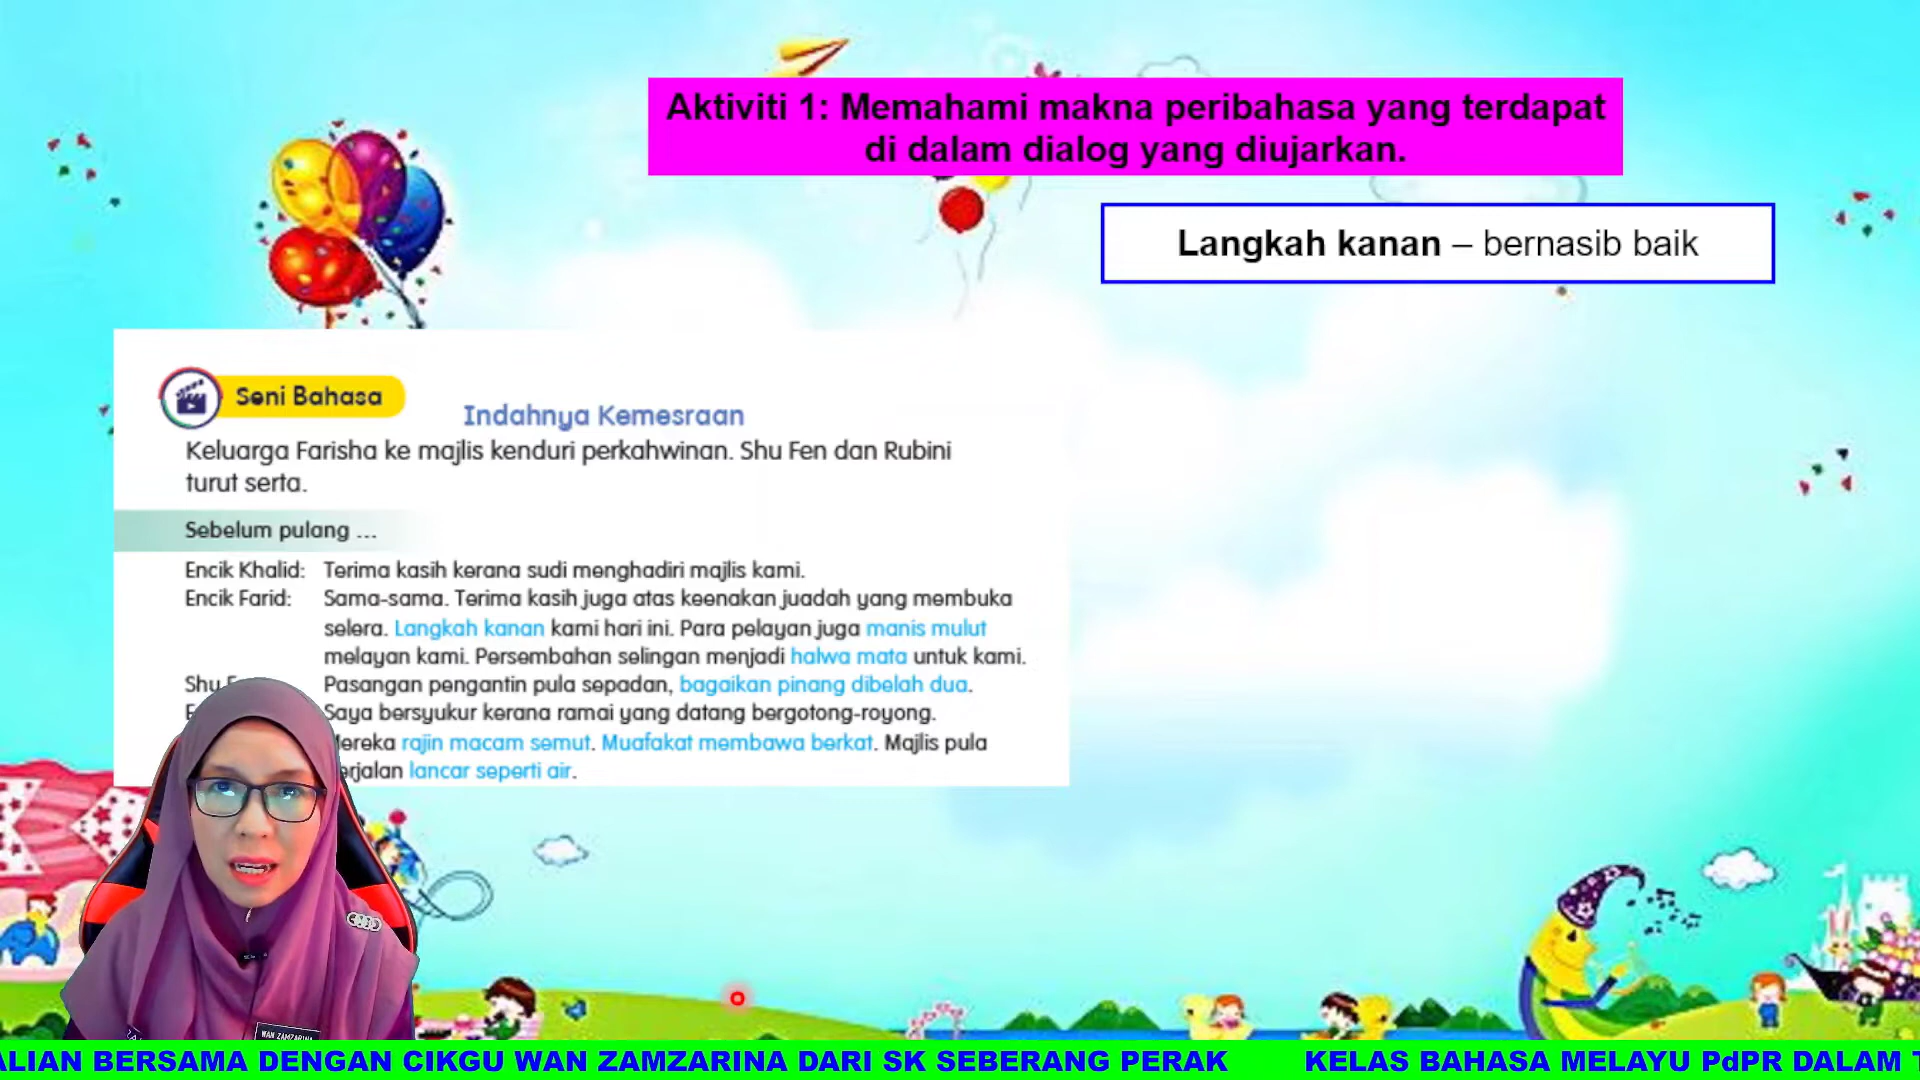 Aktiviti 1: Memahami makna peribahasa yang terdapat
di dalam dialog yang diujarkan.
Langkah kanan – bernasib baik
Seni Bahasa
Indahnya Kemesraan
Keluarga Farisha ke majlis kenduri perkahwinan. Shu Fen dan Rubini
turut serta.
Sebelum pulang ...
Encik Khalid: Terima kasih kerana sudi menghadiri majlis kami.
Encik Farid: Sama-sama. Terima kasih juga atas keenakan juadah yang membuka
selera. Langkah kanan kami hari ini. Para pelayan juga manis mulut
melayan kami. Persembahan selingan menjadi halwa mata untuk kami.
Shu Pasangan pengantin pula sepadan, bagaikan pinang dibelah dua.
Saya bersyukur kerana ramai yang datang bergotong-royong.
Mereka rajin macam semut. Muafakat membawa berkat. Majlis pula
erjalan lancar seperti air.
WAN ZAMZARINA
ALIAN BERSAMA DENGAN CIKGU WAN ZAMZARINA DARI SK SEBERANG PERAK KELAS BAHASA MELAYU PdPR DALAM